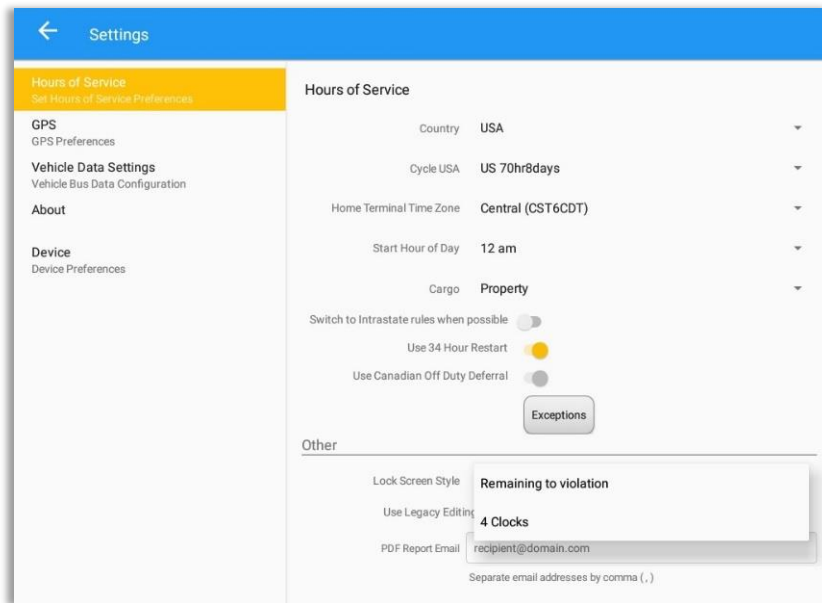 Settings
Hours of Service
Set Hours of Service Preferences
GPS
GPS Preferences
Vehicle Data Settings
Vehicle Bus Data Configuration
About
Device
Device Preferences
Hours of Service
Country USA
Cycle USA US 70hr8days
Home Terminal Time Zone Central (CST6CDT)
Start Hour of Day 12 am
Cargo Property
Switch to Intrastate rules when possible
Use 34 Hour Restart
Use Canadian Off Duty Deferral
Exceptions
Other
Lock Screen Style Remaining to violation
Use Legacy Editing 4 Clocks
PDF Report Email recipient@domain.com
Separate email addresses by comma ( , )